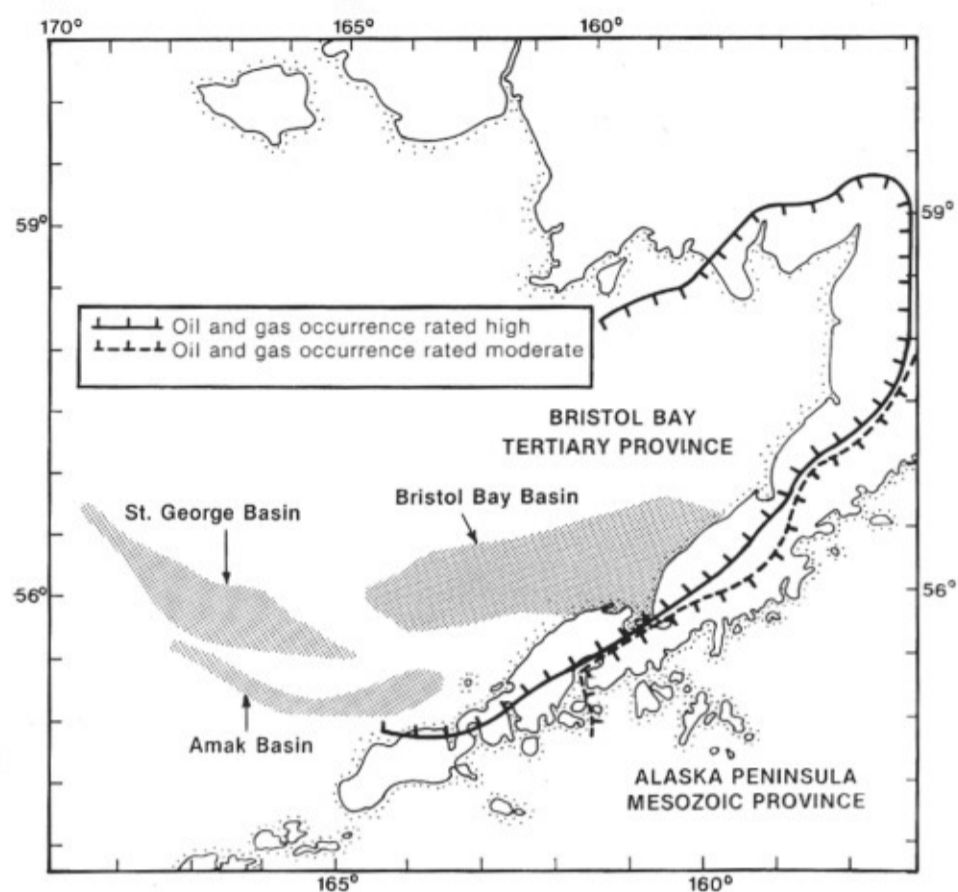 170° 165° 160°
59° 59°
Oil and gas occurrence rated high
Oil and gas occurrence rated moderate
BRISTOL BAY
TERTIARY PROVINCE
Bristol Bay Basin
St. George Basin
56° 56°
Amak Basin
ALASKA PENINSULA
MESOZOIC PROVINCE
165° 160°